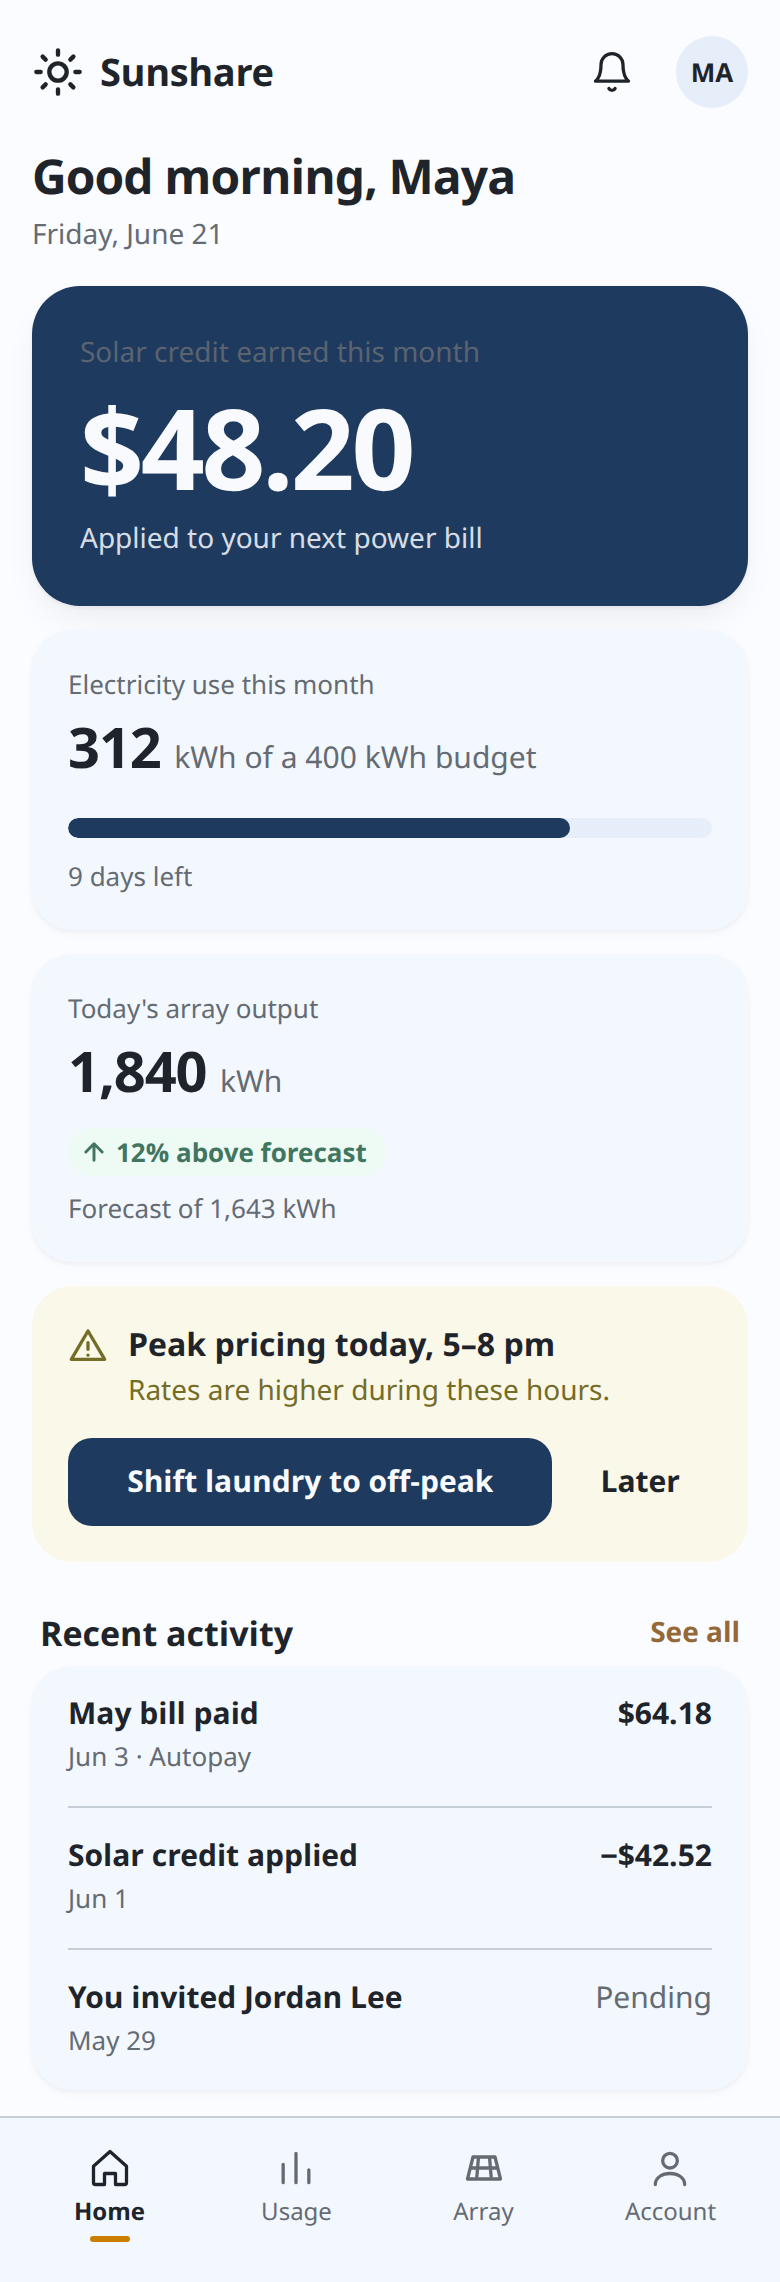 Sunshare
MA
Good morning, Maya
Friday, June 21
Solar credit earned this month
$48.20
Applied to your next power bill
Electricity use this month
312 kWh of a 400 kWh budget
9 days left
Today's array output
1,840 kWh
12% above forecast
Forecast of 1,643 kWh
Peak pricing today, 5–8 pm
Rates are higher during these hours.
Shift laundry to off-peak
Later
Recent activity
See all
May bill paid
$64.18
Jun 3 · Autopay
Solar credit applied
−$42.52
Jun 1
You invited Jordan Lee
Pending
May 29
Home
Usage
Array
Account